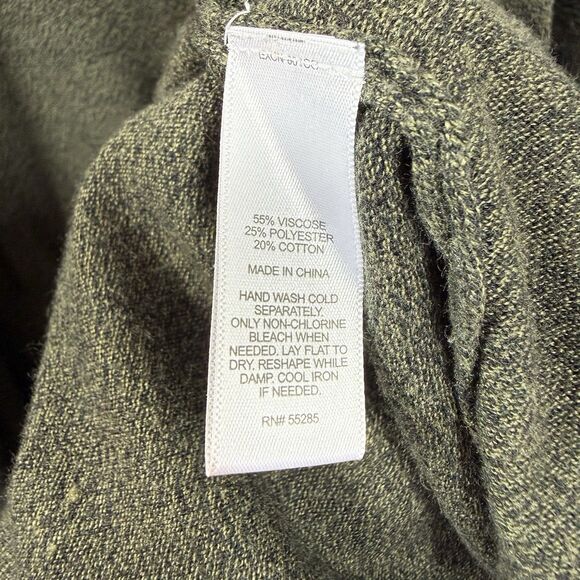 55% VISCOSE
25% POLYESTER
20% COTTON
MADE IN CHINA
HAND WASH COLD
SEPARATELY.
ONLY NON-CHLORINE
BLEACH WHEN
NEEDED. LAY FLAT TO
DRY. RESHAPE WHILE
DAMP. COOL IRON
IF NEEDED.
RN# 55285